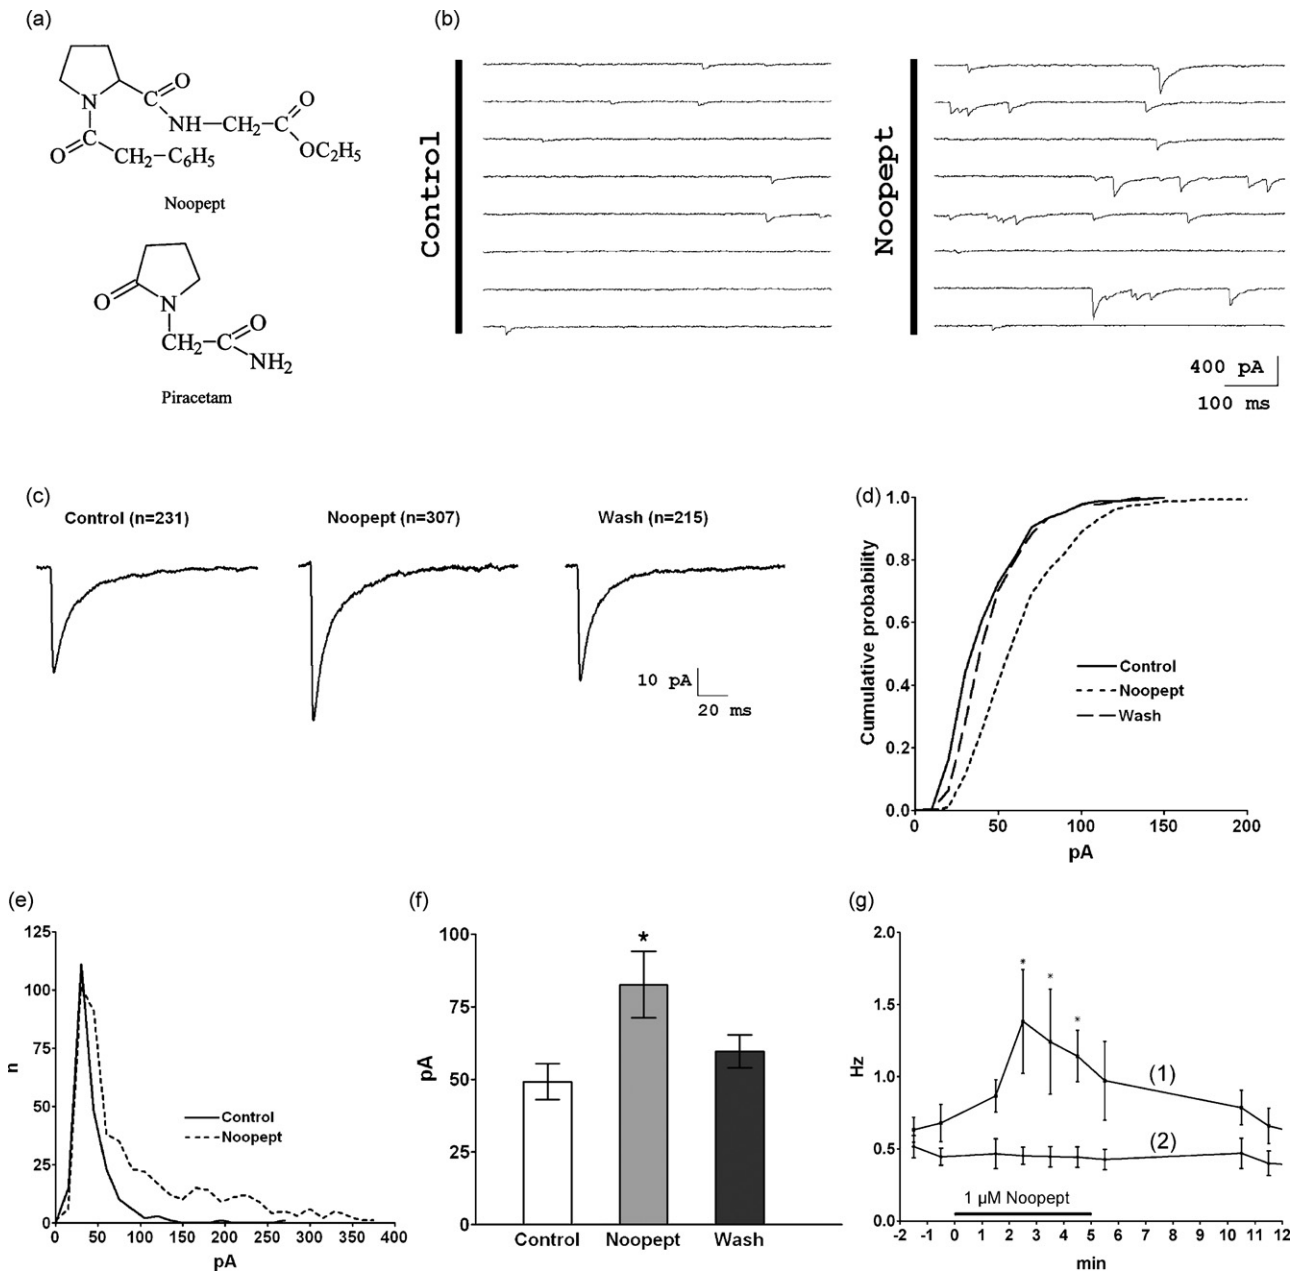 (a)
N
C
O
NH—CH2—C
O
OC2H5
O
C
CH2—C6H5
Noopept
O
N
CH2—C
O
NH2
Piracetam
(b)
Control
Noopept
400 pA
100 ms
(c)
Control (n=231)
Noopept (n=307)
Wash (n=215)
10 pA
20 ms
(d)
Cumulative probability
1.0
0.8
0.6
0.4
0.2
0.0
Control
Noopept
Wash
0 50 100 150 200
pA
(e)
n
125
100
75
50
25
0
Control
Noopept
0 50 100 150 200 250 300 350 400
pA
(f)
pA
100
75
50
25
0
*
Control Noopept Wash
(g)
Hz
2.0
1.5
1.0
0.5
0.0
* * *
(1)
(2)
1 µM Noopept
-2 -1 0 1 2 3 4 5 6 7 8 9 10 11 12
min